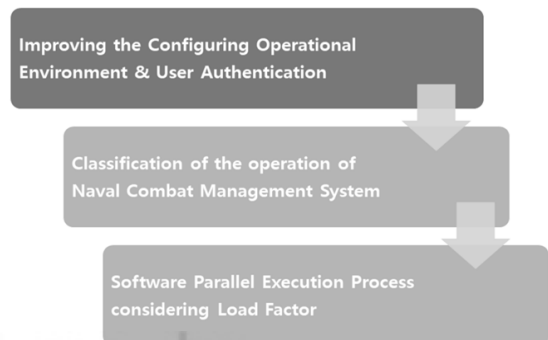 Improving the Configuring Operational
Environment & User Authentication
Classification of the operation of
Naval Combat Management System
Software Parallel Execution Process
considering Load Factor